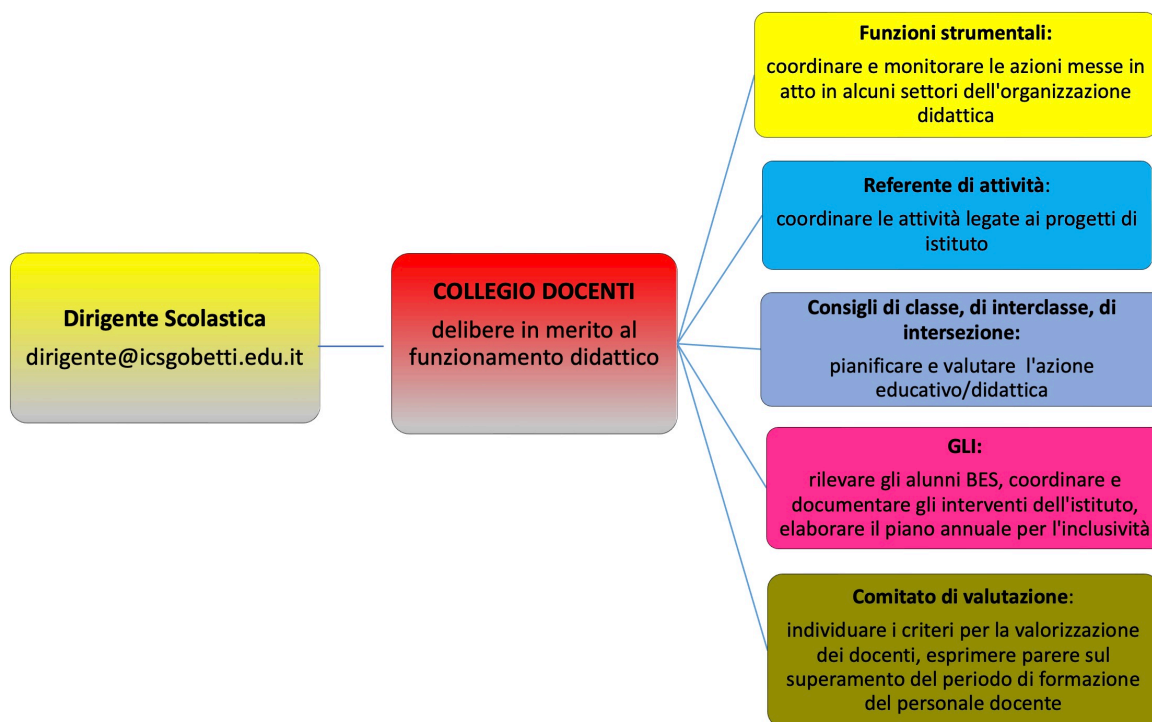 Dirigente Scolastica
dirigente@icsgobetti.edu.it
COLLEGIO DOCENTI
delibere in merito al
funzionamento didattico
Funzioni strumentali:
coordinare e monitorare le azioni messe in
atto in alcuni settori dell'organizzazione
didattica
Referente di attività:
coordinare le attività legate ai progetti di
istituto
Consigli di classe, di interclasse, di
intersezione:
pianificare e valutare l'azione
educativo/didattica
GLI:
rilevare gli alunni BES, coordinare e
documentare gli interventi dell'istituto,
elaborare il piano annuale per l'inclusività
Comitato di valutazione:
individuare i criteri per la valorizzazione
dei docenti, esprimere parere sul
superamento del periodo di formazione
del personale docente